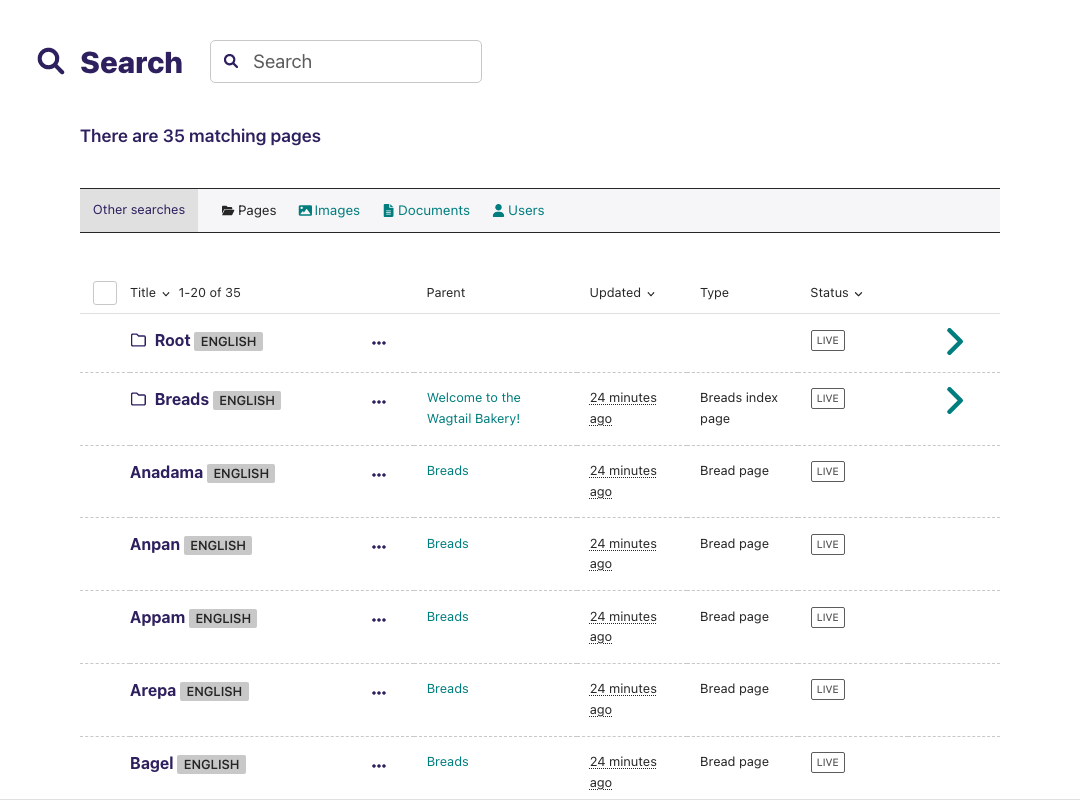 Search
Search
There are 35 matching pages
Other searches Pages Images Documents Users
Title 1-20 of 35 Parent Updated Type Status
Root ENGLISH LIVE
Breads ENGLISH Welcome to the 24 minutes Breads index LIVE
Wagtail Bakery! ago page
Anadama ENGLISH Breads 24 minutes Bread page LIVE
ago
Anpan ENGLISH Breads 24 minutes Bread page LIVE
ago
Appam ENGLISH Breads 24 minutes Bread page LIVE
ago
Arepa ENGLISH Breads 24 minutes Bread page LIVE
ago
Bagel ENGLISH Breads 24 minutes Bread page LIVE
ago